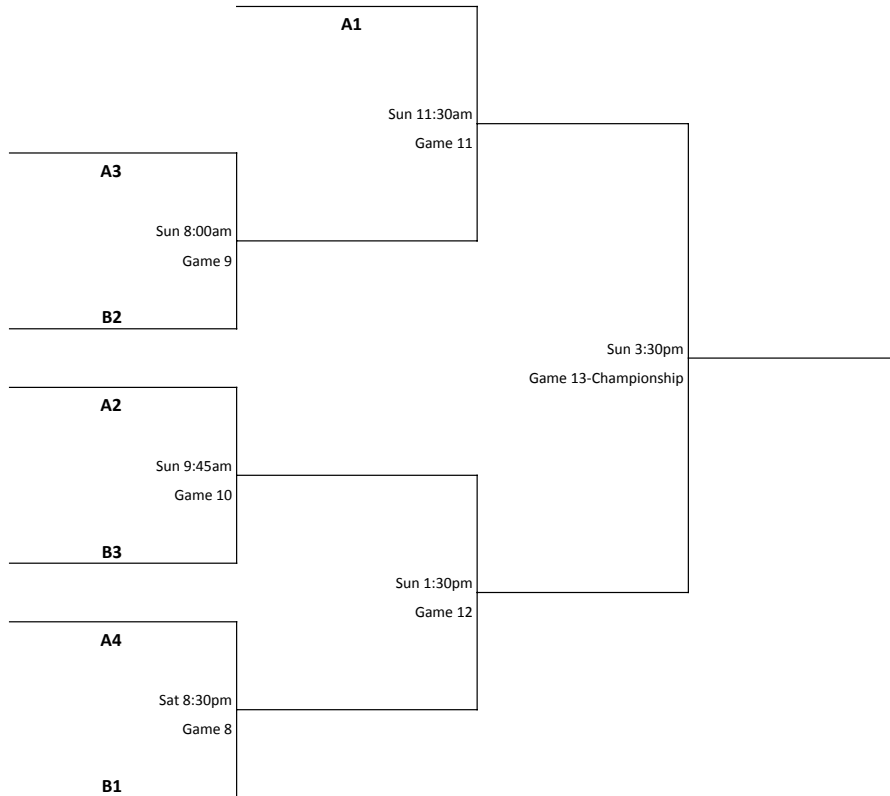 A1
Sun 11:30am
Game 11
A3
Sun 8:00am
Game 9
B2
Sun 3:30pm
Game 13-Championship
A2
Sun 9:45am
Game 10
B3
Sun 1:30pm
Game 12
A4
Sat 8:30pm
Game 8
B1